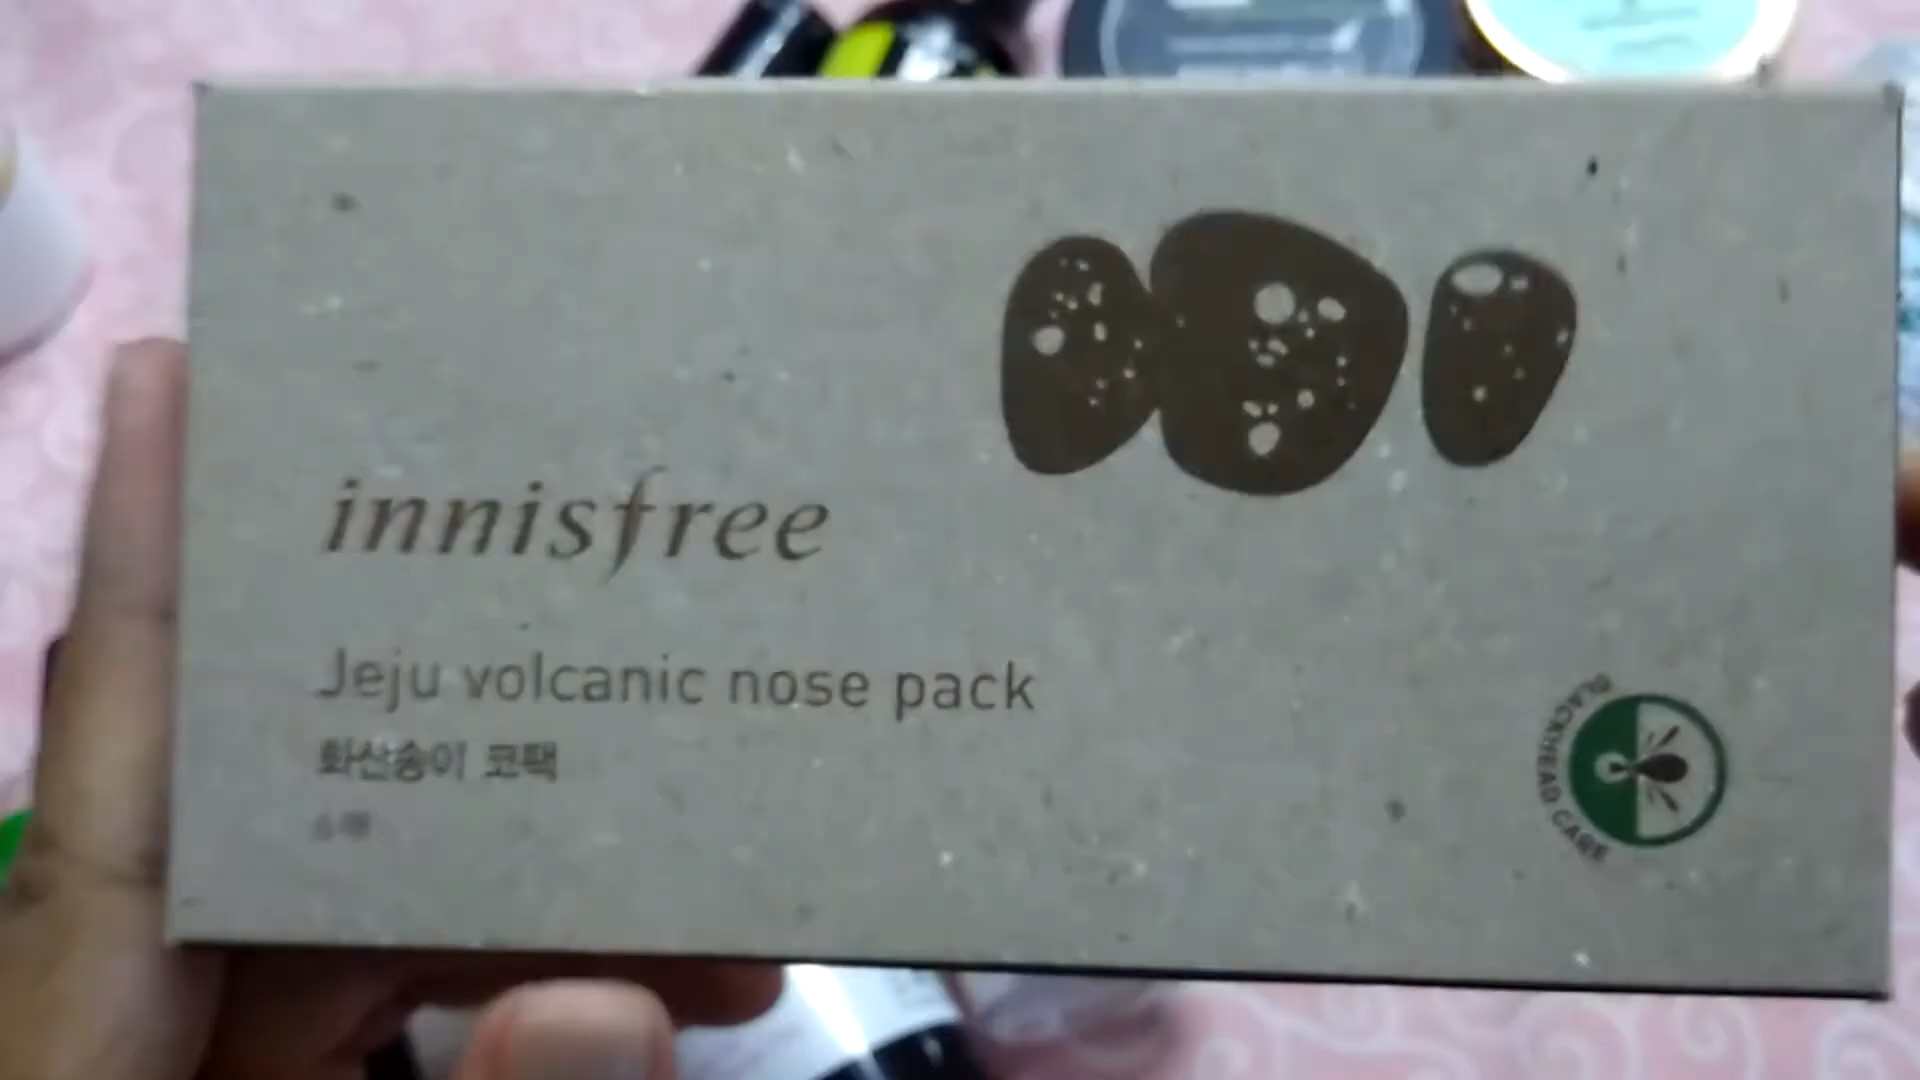 innisfree
Jeju volcanic nose pack
화산송이 코팩
BLACKHEAD CARE